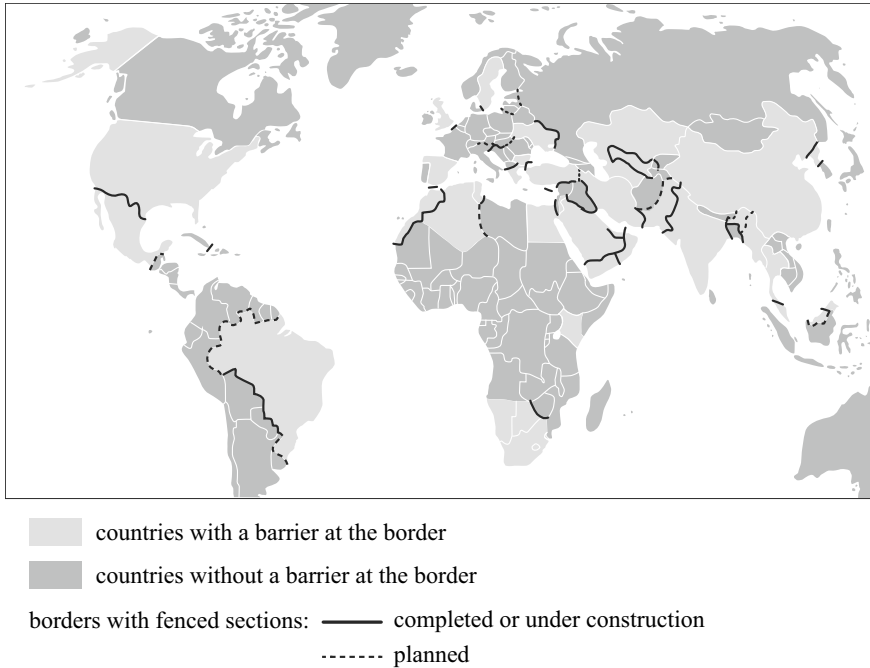 countries with a barrier at the border
countries without a barrier at the border
borders with fenced sections: completed or under construction
planned